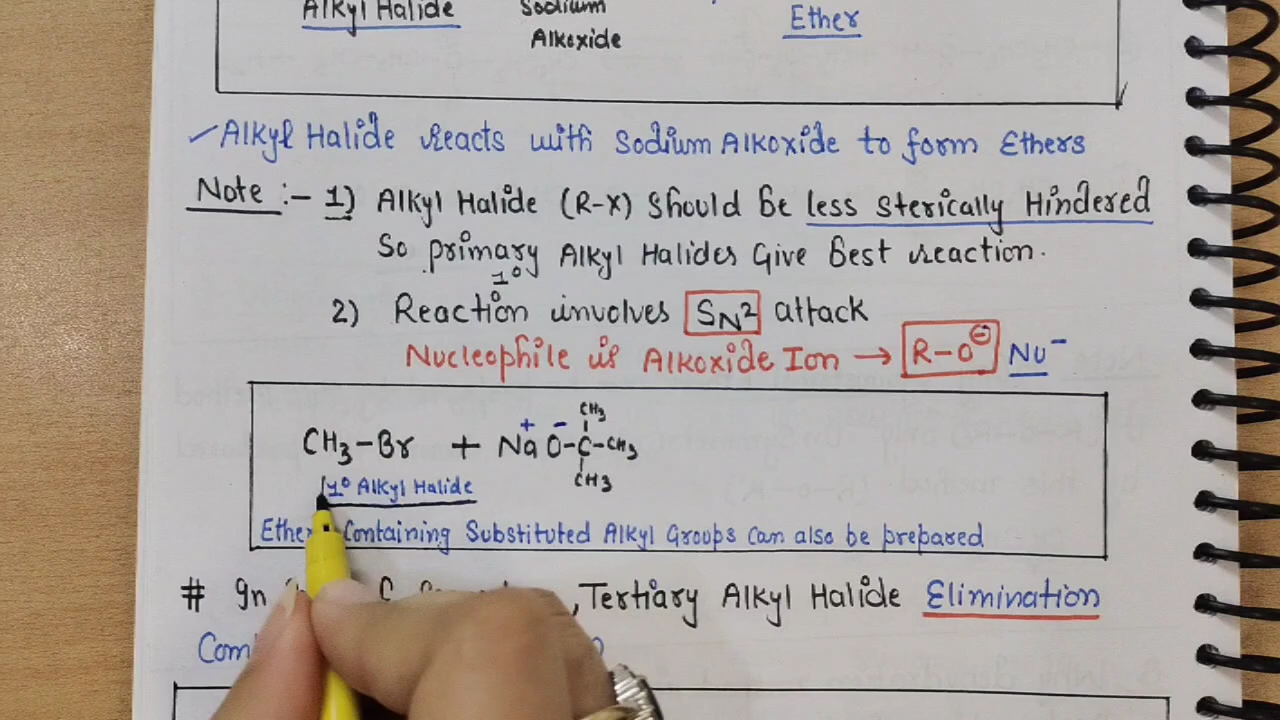 Alkyl Halide Sodium Alkoxide Ether
✓Alkyl Halide reacts with Sodium Alkoxide to form Ethers
Note :- 1) Alkyl Halide (R-X) Should be less sterically Hindered
So primary Alkyl Halides Give Best reaction.
1°
2) Reaction involves SN2 attack
Nucleophile is Alkoxide Ion → R-O⊖ Nu⁻
CH3
CH3-Br + Na⁺ O⁻-C-CH3
CH3
1° Alkyl Halide
Ether Containing Substituted Alkyl Groups Can also be prepared
# In , Tertiary Alkyl Halide Elimination